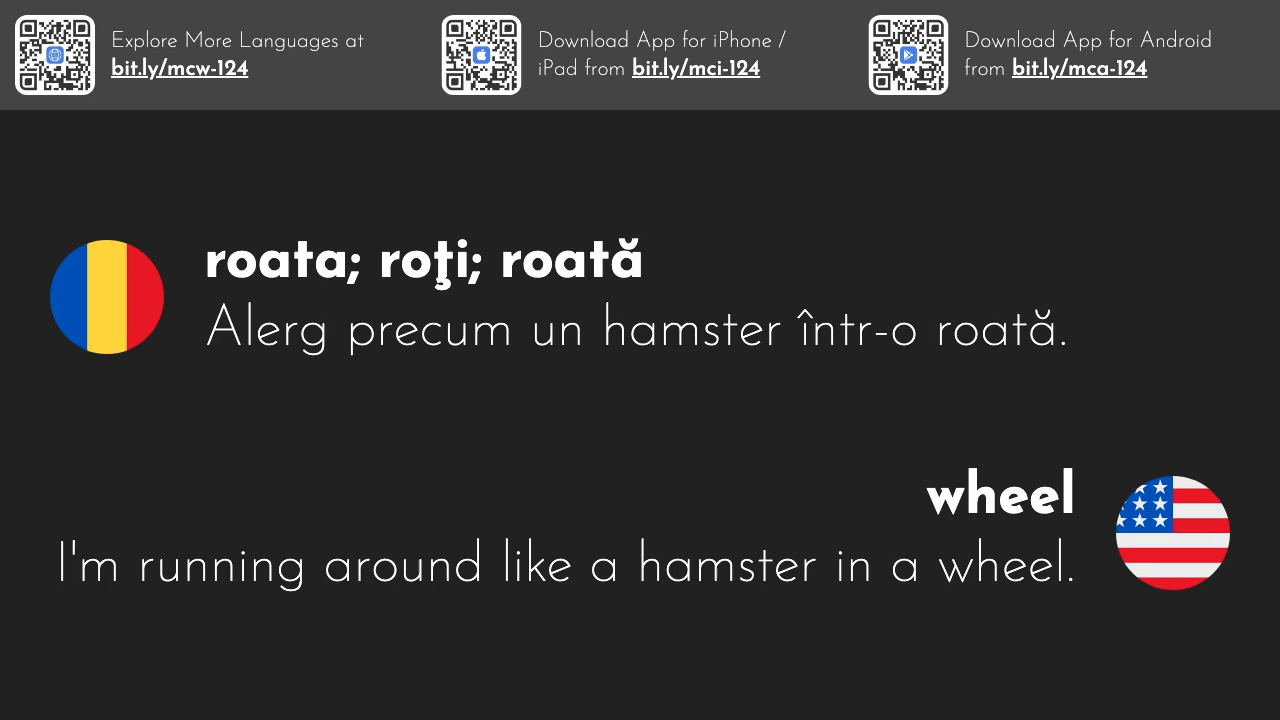 Explore More Languages at
bit.ly/mcw-124
Download App for iPhone /
iPad from bit.ly/mci-124
Download App for Android
from bit.ly/mca-124
roata; roţi; roată
Alerg precum un hamster într-o roată.
wheel
I'm running around like a hamster in a wheel.